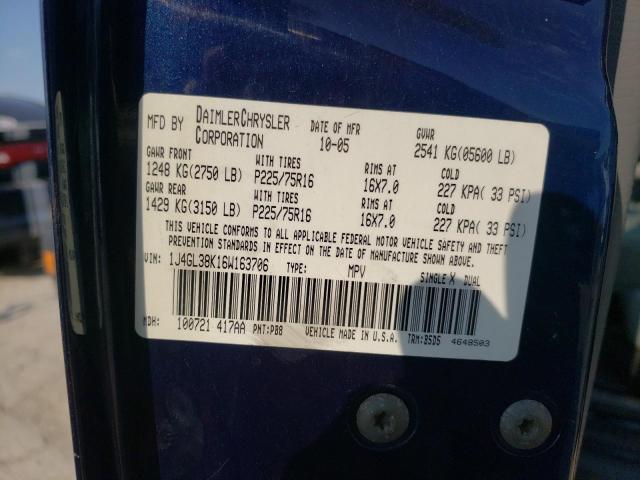 MFD BY DAIMLERCHRYSLER CORPORATION DATE OF MFR 10-05 GVWR 2541 KG(05600 LB)
GAWR FRONT WITH TIRES RIMS AT COLD
1248 KG(2750 LB) P225/75R16 16X7.0 227 KPA( 33 PSI)
GAWR REAR WITH TIRES RIMS AT COLD
1429 KG(3150 LB) P225/75R16 16X7.0 227 KPA( 33 PSI)
THIS VEHICLE CONFORMS TO ALL APPLICABLE FEDERAL MOTOR VEHICLE SAFETY AND THEFT
PREVENTION STANDARDS IN EFFECT ON THE DATE OF MANUFACTURE SHOWN ABOVE.
VIN: 1J4GL38K16W163706 TYPE: MPV SINGLE X DUAL
MDH: 100721 417AA PNT:PB8 VEHICLE MADE IN U.S.A. TRM:B5D5 4648503